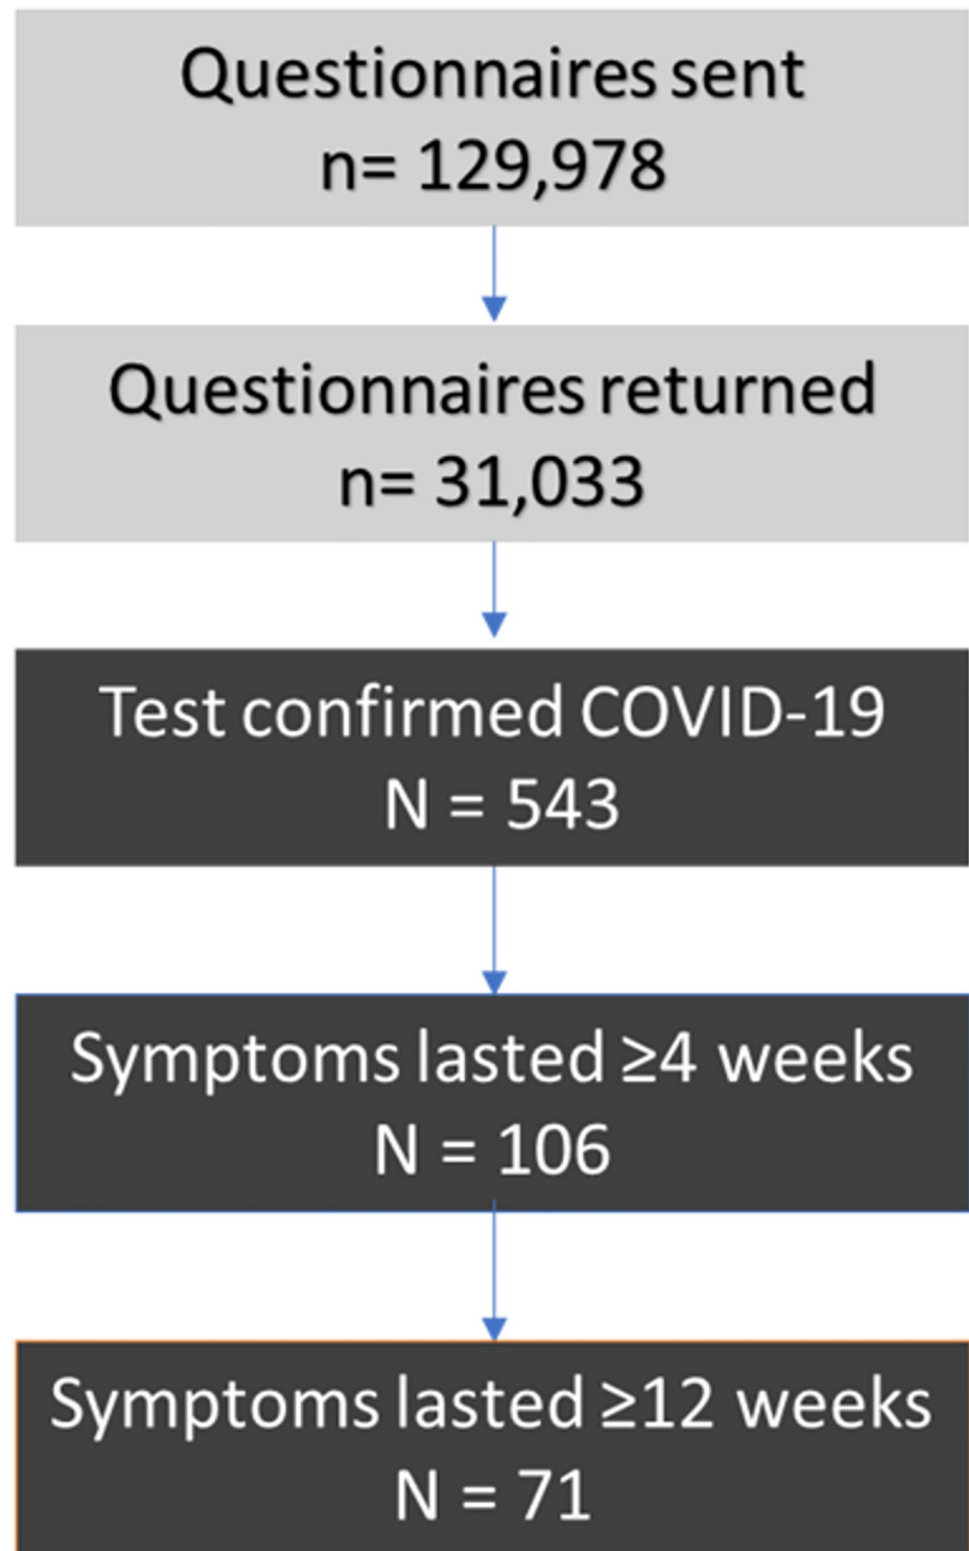 Questionnaires sent
n= 129,978
Questionnaires returned
n= 31,033
Test confirmed COVID-19
N = 543
Symptoms lasted ≥4 weeks
N = 106
Symptoms lasted ≥12 weeks
N = 71